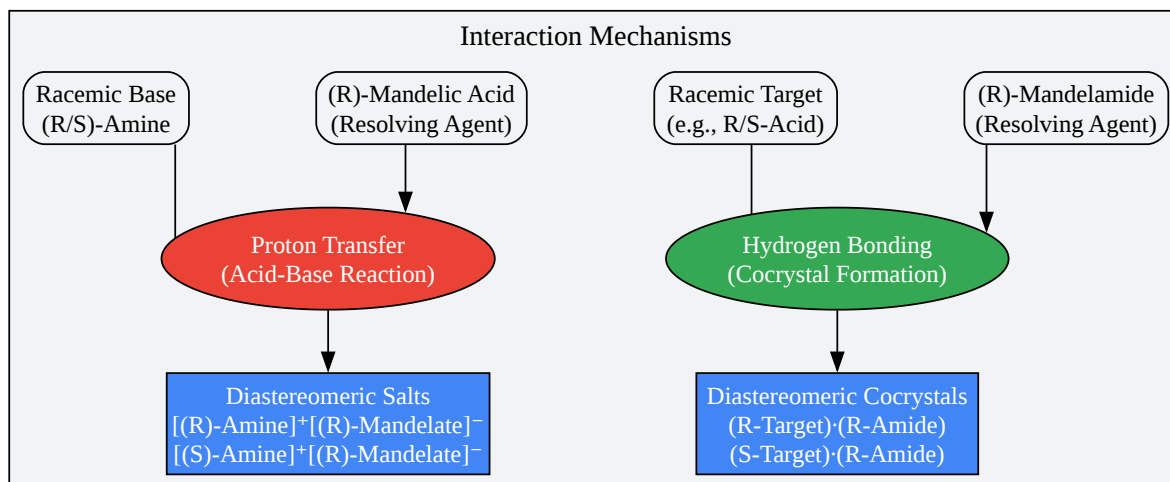 Interaction Mechanisms
Racemic Base
(R/S)-Amine
(R)-Mandelic Acid
(Resolving Agent)
Racemic Target
(e.g., R/S-Acid)
(R)-Mandelamide
(Resolving Agent)
Proton Transfer
(Acid-Base Reaction)
Hydrogen Bonding
(Cocrystal Formation)
Diastereomeric Salts
[(R)-Amine]⁺[(R)-Mandelate]⁻
[(S)-Amine]⁺[(R)-Mandelate]⁻
Diastereomeric Cocrystals
(R-Target)·(R-Amide)
(S-Target)·(R-Amide)